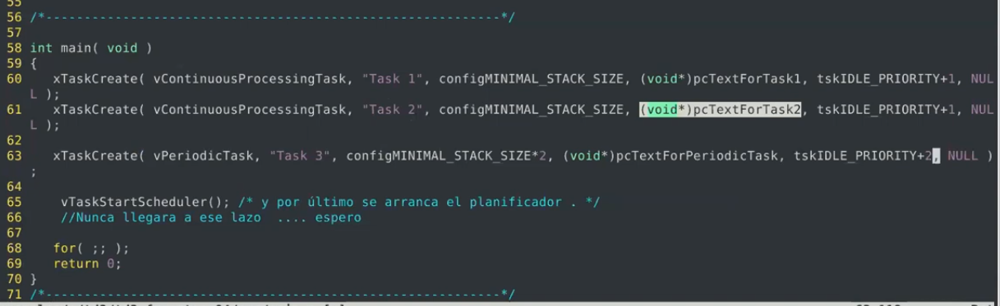 55
56 /*-----------------------------------------------------------*/
57
58 int main( void )
59 {
60    xTaskCreate( vContinuousProcessingTask, "Task 1", configMINIMAL_STACK_SIZE, (void*)pcTextForTask1, tskIDLE_PRIORITY+1, NUL
L );
61    xTaskCreate( vContinuousProcessingTask, "Task 2", configMINIMAL_STACK_SIZE, (void*)pcTextForTask2, tskIDLE_PRIORITY+1, NUL
L );
62
63    xTaskCreate( vPeriodicTask, "Task 3", configMINIMAL_STACK_SIZE*2, (void*)pcTextForPeriodicTask, tskIDLE_PRIORITY+2, NULL )
;
64
65     vTaskStartScheduler(); /* y por último se arranca el planificador . */
66     //Nunca llegara a ese lazo  .... espero
67
68    for( ;; );
69    return 0;
70 }
71 /*-----------------------------------------------------------*/